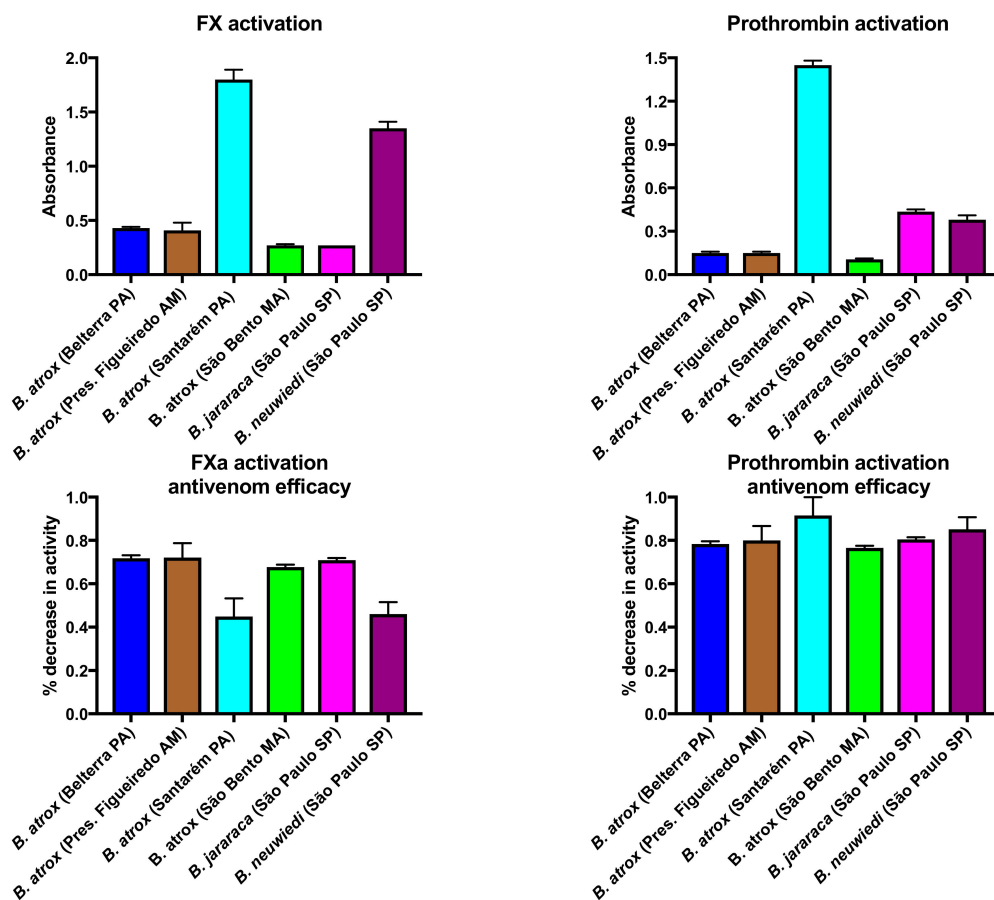 FX activation
Absorbance
2.0
1.5
1.0
0.5
0.0
B. atrox (Belterra PA)
B. atrox (Pres. Figueiredo AM)
B. atrox (Santarém PA)
B. atrox (São Bento MA)
B. jararaca (São Paulo SP)
B. neuwiedi (São Paulo SP)
Prothrombin activation
Absorbance
1.5
1.2
0.9
0.6
0.3
0.0
B. atrox (Belterra PA)
B. atrox (Pres. Figueiredo AM)
B. atrox (Santarém PA)
B. atrox (São Bento MA)
B. jararaca (São Paulo SP)
B. neuwiedi (São Paulo SP)
FXa activation
antivenom efficacy
% decrease in activity
1.0
0.8
0.6
0.4
0.2
0.0
B. atrox (Belterra PA)
B. atrox (Pres. Figueiredo AM)
B. atrox (Santarém PA)
B. atrox (São Bento MA)
B. jararaca (São Paulo SP)
B. neuwiedi (São Paulo SP)
Prothrombin activation
antivenom efficacy
% decrease in activity
1.0
0.8
0.6
0.4
0.2
0.0
B. atrox (Belterra PA)
B. atrox (Pres. Figueiredo AM)
B. atrox (Santarém PA)
B. atrox (São Bento MA)
B. jararaca (São Paulo SP)
B. neuwiedi (São Paulo SP)